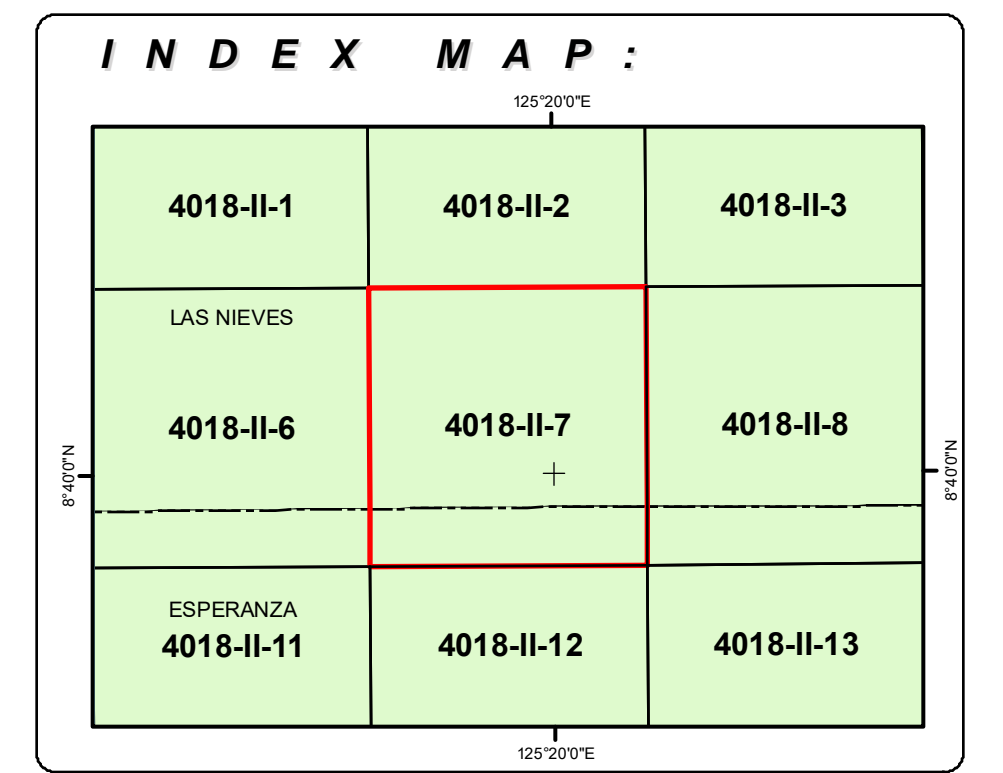 INDEX MAP:
125°20'0"E
4018-II-1
4018-II-2
4018-II-3
LAS NIEVES
4018-II-6
4018-II-7
4018-II-8
8°40'0"N
8°40'0"N
ESPERANZA
4018-II-11
4018-II-12
4018-II-13
125°20'0"E